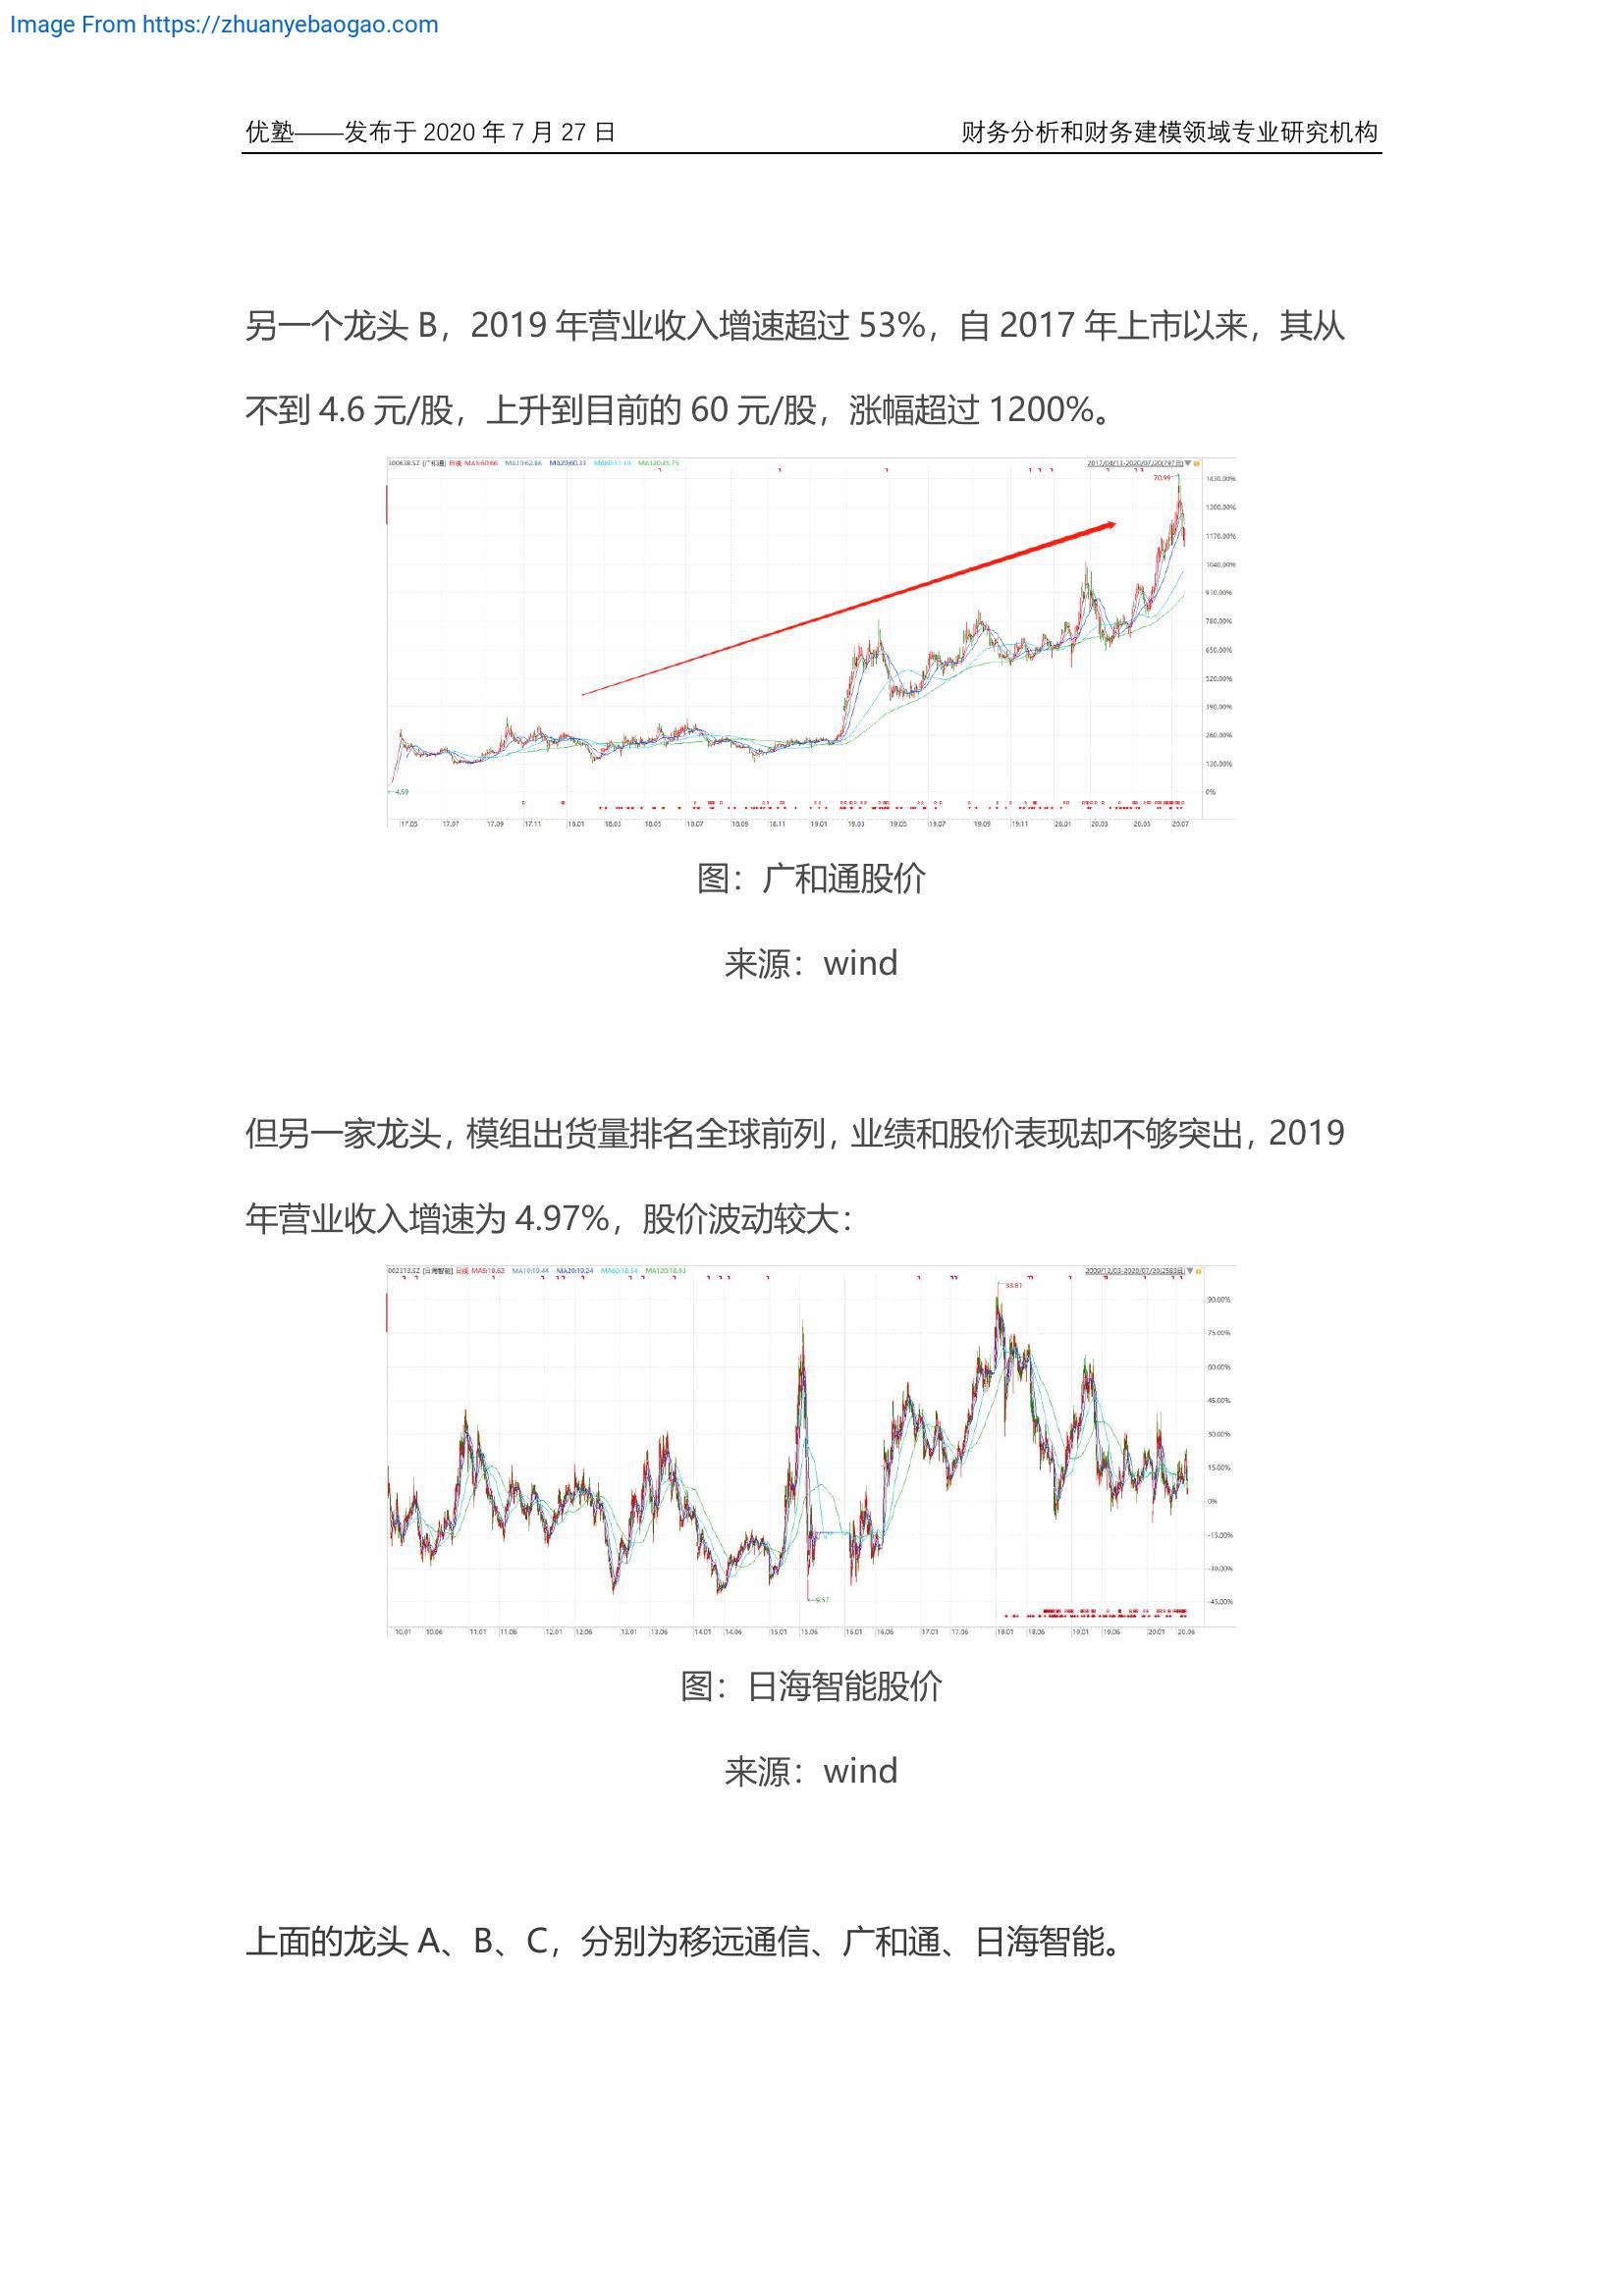 Image From https://zhuanyebaogao.com
优塾——发布于 2020 年 7 月 27 日 财务分析和财务建模领域专业研究机构
另一个龙头 B，2019 年营业收入增速超过 53%，自 2017 年上市以来，其从
不到 4.6 元/股，上升到目前的 60 元/股，涨幅超过 1200%。
300638.SZ [广和通] 日线 MA5:60.66 MA10:62.86 MA20:60.33 MA120:45.75 2017/04/13-2020/07/20(797日)
70.99
1430.00%
1300.00%
1170.00%
1040.00%
910.00%
780.00%
650.00%
520.00%
390.00%
260.00%
130.00%
0%
4.59
17.05 17.07 17.09 17.11 18.01 18.03 18.05 18.07 18.09 18.11 19.01 19.03 19.05 19.07 19.09 19.11 20.01 20.03 20.05 20.07
图：广和通股价
来源：wind
但另一家龙头，模组出货量排名全球前列，业绩和股价表现却不够突出，2019
年营业收入增速为 4.97%，股价波动较大：
002313.SZ [日海智能] 日线 MA5:18.62 MA10:19.44 MA20:19.24 MA60:18.54 MA120:18.93 2009/12/03-2020/07/20(2583日)
33.81
90.00%
75.00%
60.00%
45.00%
30.00%
15.00%
0%
-15.00%
-30.00%
-45.00%
9.57
10.01 10.06 11.01 11.06 12.01 12.06 13.01 13.06 14.01 14.06 15.01 15.06 16.01 16.06 17.01 17.06 18.01 18.06 19.01 19.06 20.01 20.06
图：日海智能股价
来源：wind
上面的龙头 A、B、C，分别为移远通信、广和通、日海智能。